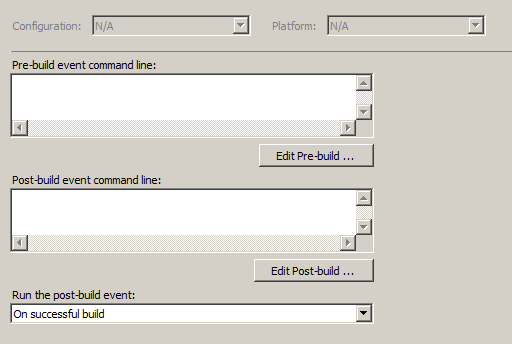 Configuration: N/A Platform: N/A
Pre-build event command line:
Edit Pre-build ...
Post-build event command line:
Edit Post-build ...
Run the post-build event:
On successful build